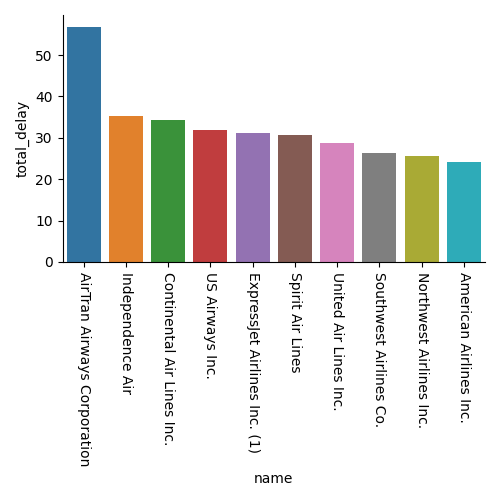 total_delay
50
40
30
20
10
0
AirTran Airways Corporation
Independence Air
Continental Air Lines Inc.
US Airways Inc.
ExpressJet Airlines Inc. (1)
Spirit Air Lines
United Air Lines Inc.
Southwest Airlines Co.
Northwest Airlines Inc.
American Airlines Inc.
name